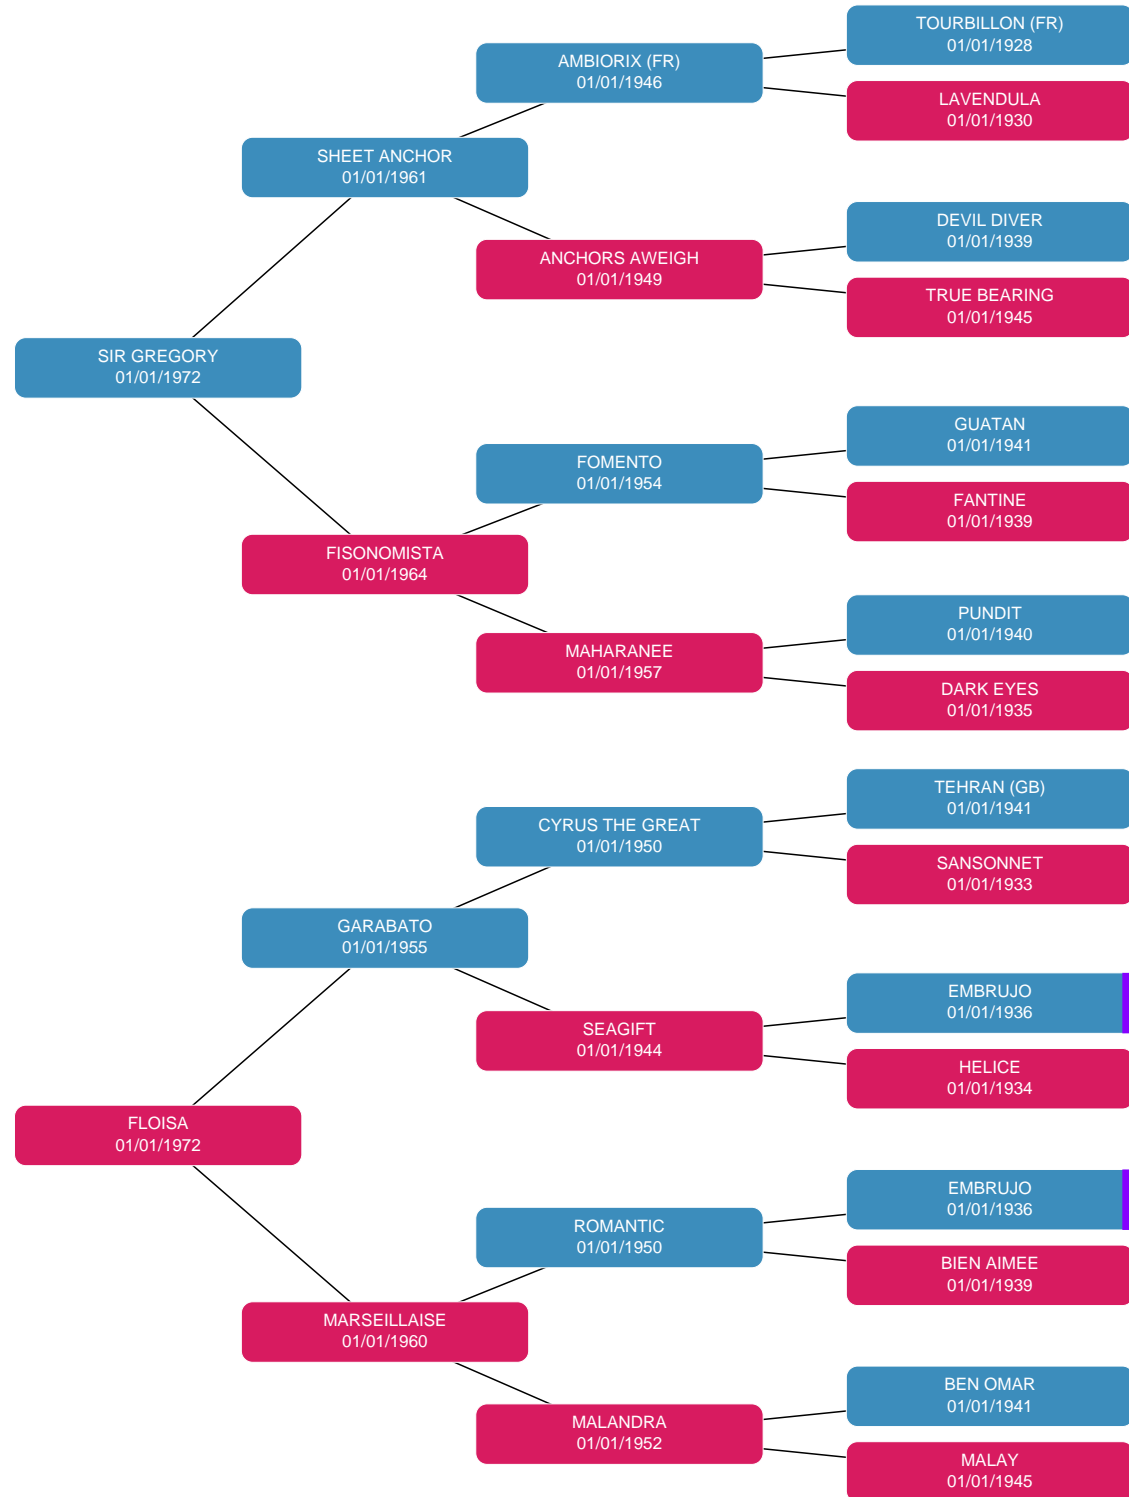 TOURBILLON (FR)
01/01/1928
AMBIORIX (FR)
01/01/1946
LAVENDULA
01/01/1930
SHEET ANCHOR
01/01/1961
DEVIL DIVER
01/01/1939
ANCHORS AWEIGH
01/01/1949
TRUE BEARING
01/01/1945
SIR GREGORY
01/01/1972
GUATAN
01/01/1941
FOMENTO
01/01/1954
FANTINE
01/01/1939
FISONOMISTA
01/01/1964
PUNDIT
01/01/1940
MAHARANEE
01/01/1957
DARK EYES
01/01/1935
TEHRAN (GB)
01/01/1941
CYRUS THE GREAT
01/01/1950
SANSONNET
01/01/1933
GARABATO
01/01/1955
EMBRUJO
01/01/1936
SEAGIFT
01/01/1944
HELICE
01/01/1934
FLOISA
01/01/1972
EMBRUJO
01/01/1936
ROMANTIC
01/01/1950
BIEN AIMEE
01/01/1939
MARSEILLAISE
01/01/1960
BEN OMAR
01/01/1941
MALANDRA
01/01/1952
MALAY
01/01/1945